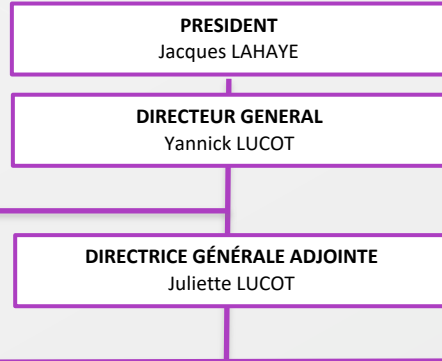 PRESIDENT
Jacques LAHAYE
DIRECTEUR GENERAL
Yannick LUCOT
DIRECTRICE GÉNÉRALE ADJOINTE
Juliette LUCOT